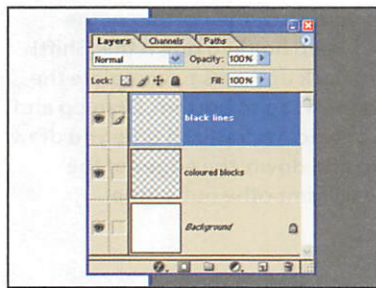 Layers Channels Paths
Normal Opacity: 100%
Lock: Fill: 100%
black lines
coloured blocks
Background